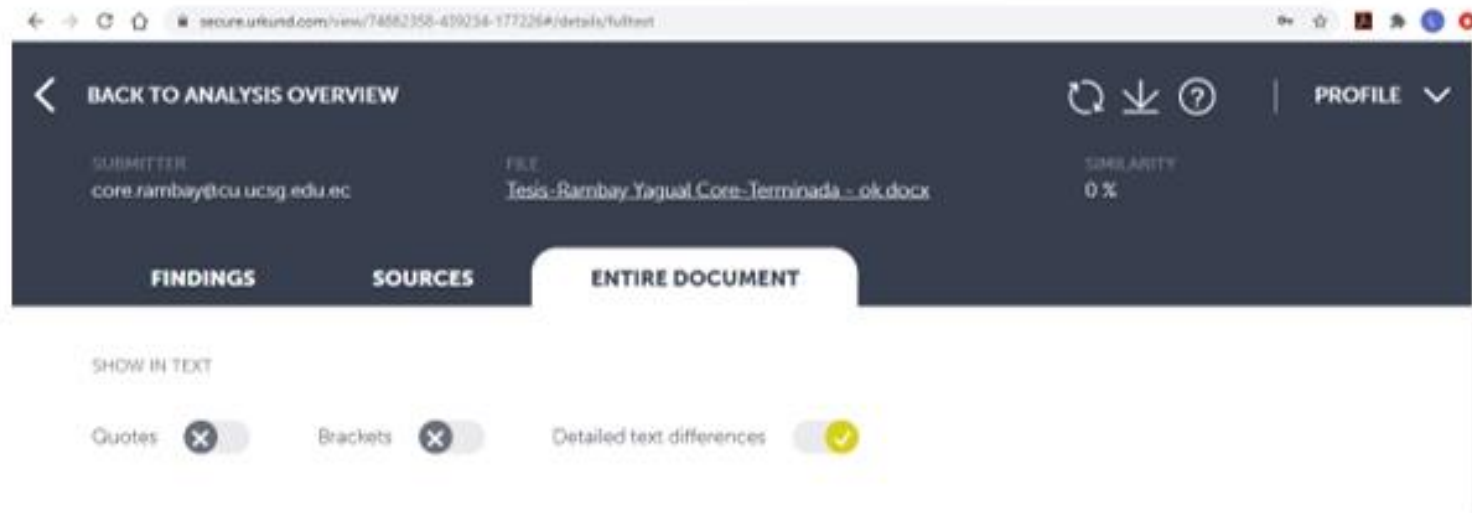 secure.urkund.com/view/74882358-439234-177226#/details/fulltext
BACK TO ANALYSIS OVERVIEW
PROFILE
SUBMITTER
FILE
SIMILARITY
core.rambay@cu.ucsg.edu.ec
Tesis-Rambay Yagual Core-Terminada - ok.docx
0 %
FINDINGS
SOURCES
ENTIRE DOCUMENT
SHOW IN TEXT
Quotes
Brackets
Detailed text differences